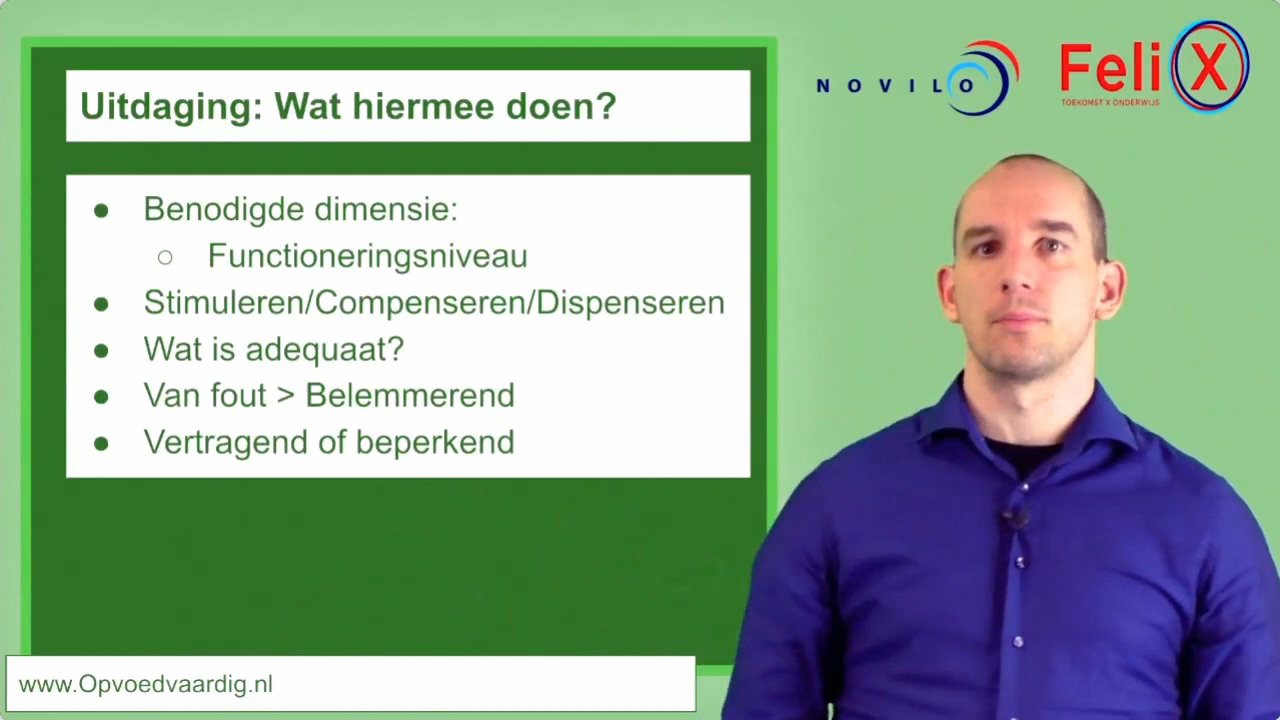 Uitdaging: Wat hiermee doen?
NOVILO
FeliX
TOEKOMST X ONDERWIJS
● Benodigde dimensie:
○ Functioneringsniveau
● Stimuleren/Compenseren/Dispenseren
● Wat is adequaat?
● Van fout > Belemmerend
● Vertragend of beperkend
www.Opvoedvaardig.nl